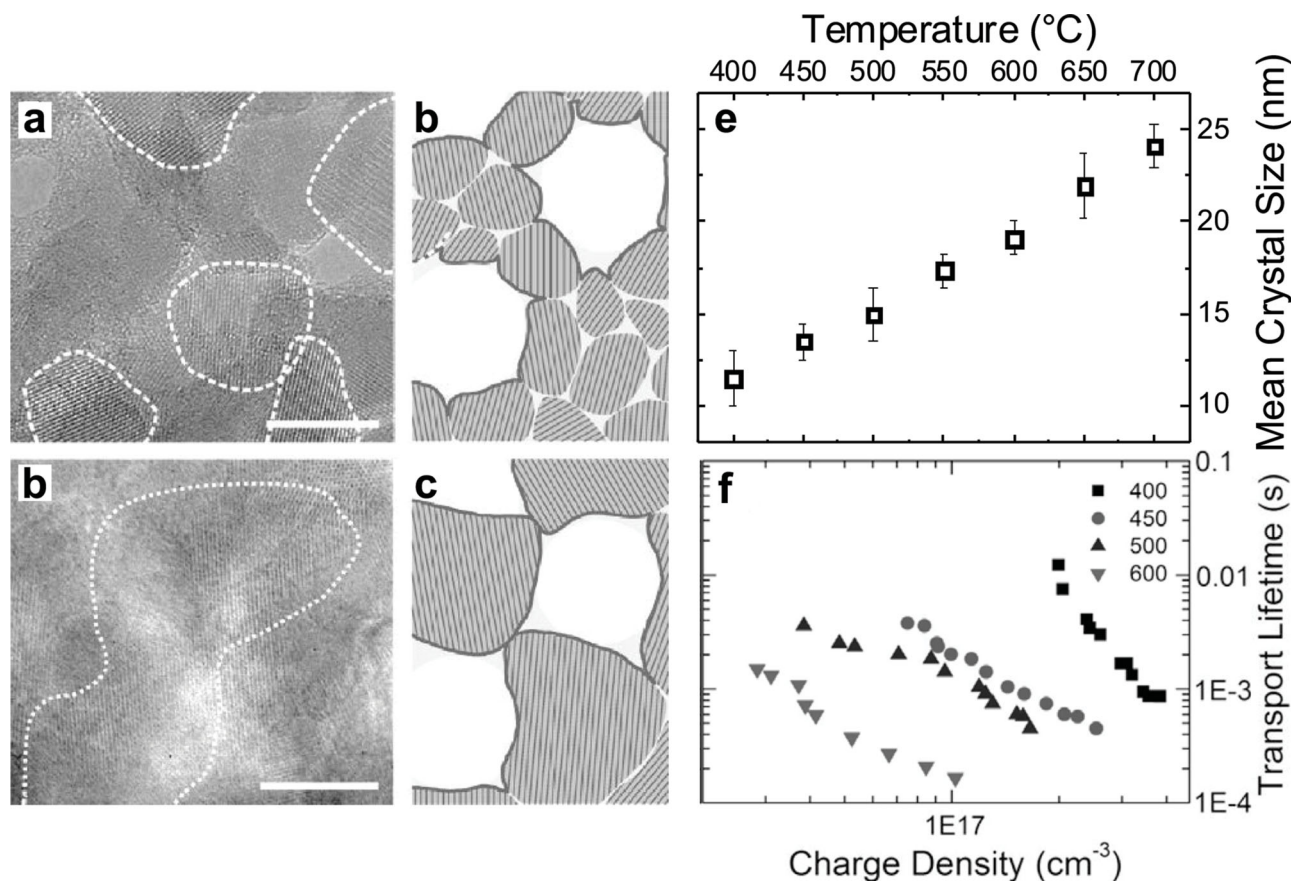 Temperature (°C)
400 450 500 550 600 650 700
a
b
e
25
20
15
10
Mean Crystal Size (nm)
b
c
f
400
450
500
600
0.1
0.01
1E-3
1E-4
Transport Lifetime (s)
1E17
Charge Density (cm⁻³)